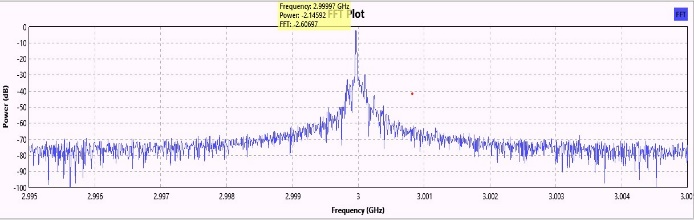 Frequency: 2.99997 GHz
Power: -2.14592
FFT: -2.60697
FFT Plot
FFT
0
-10
-20
-30
-40
-50
-60
-70
-80
-90
-100
Power (dB)
2.995 2.996 2.997 2.998 2.999 3 3.001 3.002 3.003 3.004 3.00
Frequency (GHz)